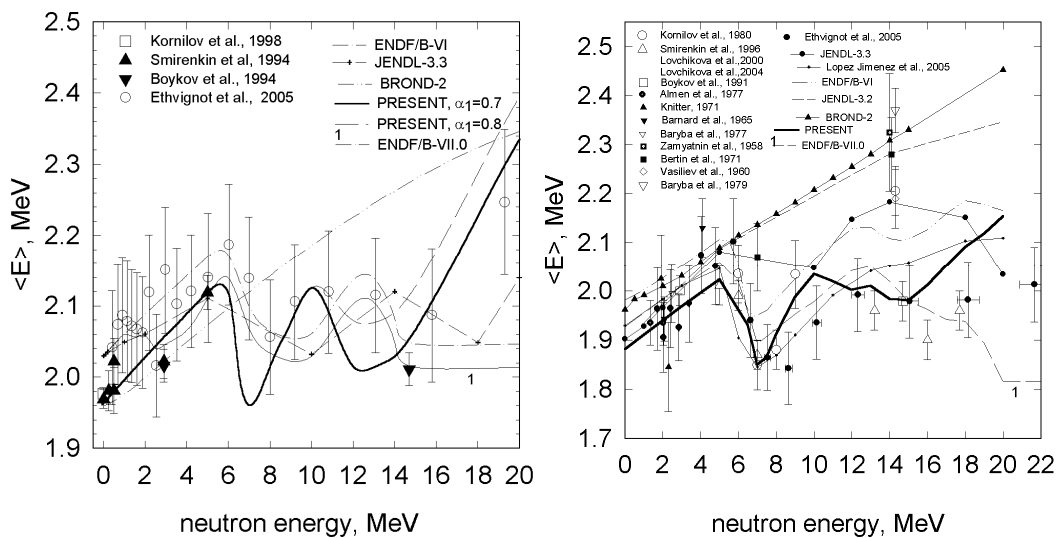 2.5
2.4
2.3
2.2
2.1
2.0
1.9
<E>, MeV
0 2 4 6 8 10 12 14 16 18 20
neutron energy, MeV
Kornilov et al., 1998
Smirenkin et al., 1994
Boykov et al., 1994
Ethvignot et al., 2005
ENDF/B-VI
JENDL-3.3
BROND-2
PRESENT, α1=0.7
PRESENT, α1=0.8
1 ENDF/B-VII.0
1
2.5
2.4
2.3
2.2
2.1
2.0
1.9
1.8
1.7
<E>, MeV
0 2 4 6 8 10 12 14 16 18 20 22
neutron energy, MeV
Kornilov et al., 1980
Smirenkin et al., 1996
Lovchikova et al.,2000
Lovchikova et al.,2004
Boykov et al., 1991
Almen et al., 1977
Knitter, 1971
Barnard et al., 1965
Baryba et al., 1977
Zamyatnin et al., 1958
Bertin et al., 1971
Vasiliev et al., 1960
Baryba et al., 1979
Ethvignot et al., 2005
JENDL-3.3
Lopez Jimenez et al., 2005
ENDF/B-VI
JENDL-3.2
BROND-2
PRESENT
1 ENDF/B-VII.0
1